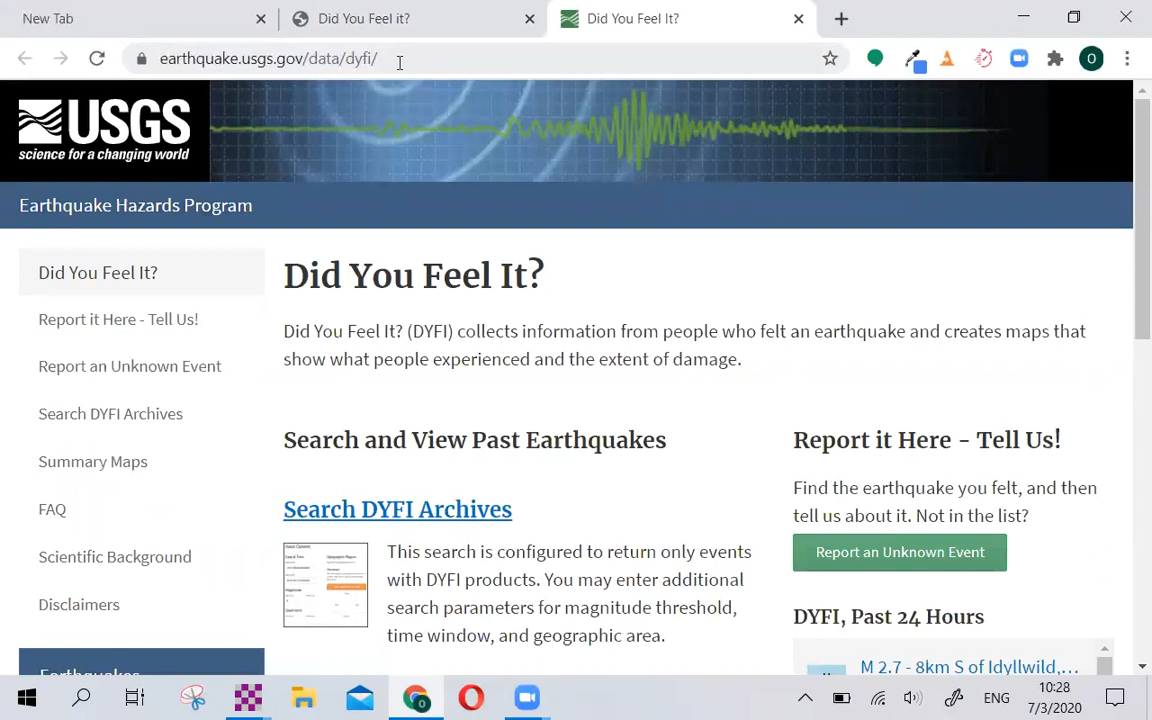 New Tab
Did You Feel it?
Did You Feel It?
earthquake.usgs.gov/data/dyfi/
O
USGS
science for a changing world
Earthquake Hazards Program
Did You Feel It?
Report it Here - Tell Us!
Report an Unknown Event
Search DYFI Archives
Summary Maps
FAQ
Scientific Background
Disclaimers
Earthquakes
Did You Feel It?
Did You Feel It? (DYFI) collects information from people who felt an earthquake and creates maps that
show what people experienced and the extent of damage.
Search and View Past Earthquakes
Search DYFI Archives
This search is configured to return only events
with DYFI products. You may enter additional
search parameters for magnitude threshold,
time window, and geographic area.
Report it Here - Tell Us!
Find the earthquake you felt, and then
tell us about it. Not in the list?
Report an Unknown Event
DYFI, Past 24 Hours
M 2.7 - 8km S of Idyllwild,...
ENG
10:28
7/3/2020